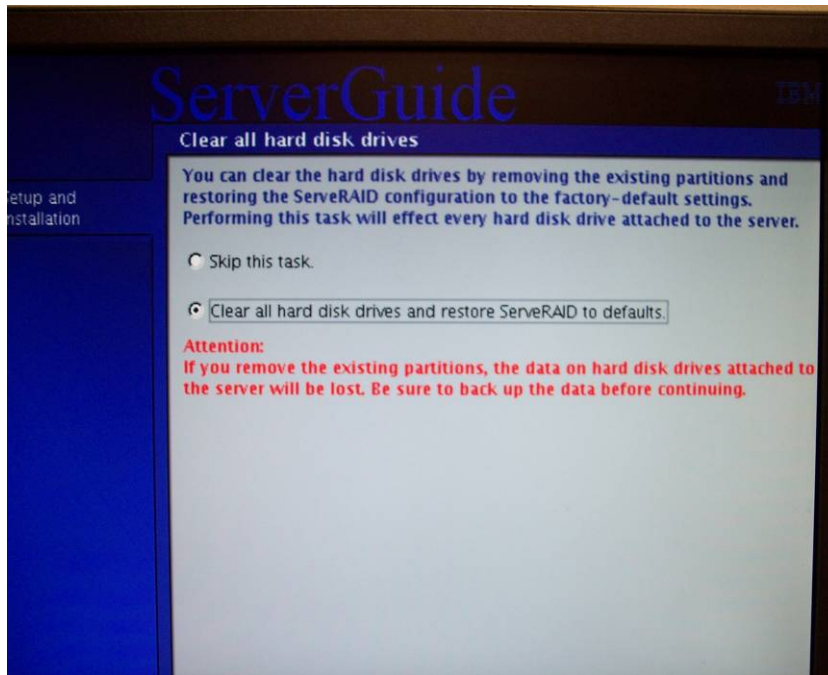 ServerGuide
IBM
Clear all hard disk drives
You can clear the hard disk drives by removing the existing partitions and
restoring the ServeRAID configuration to the factory-default settings.
Performing this task will effect every hard disk drive attached to the server.
Setup and
Installation
Skip this task.
Clear all hard disk drives and restore ServeRAID to defaults.
Attention:
If you remove the existing partitions, the data on hard disk drives attached to
the server will be lost. Be sure to back up the data before continuing.